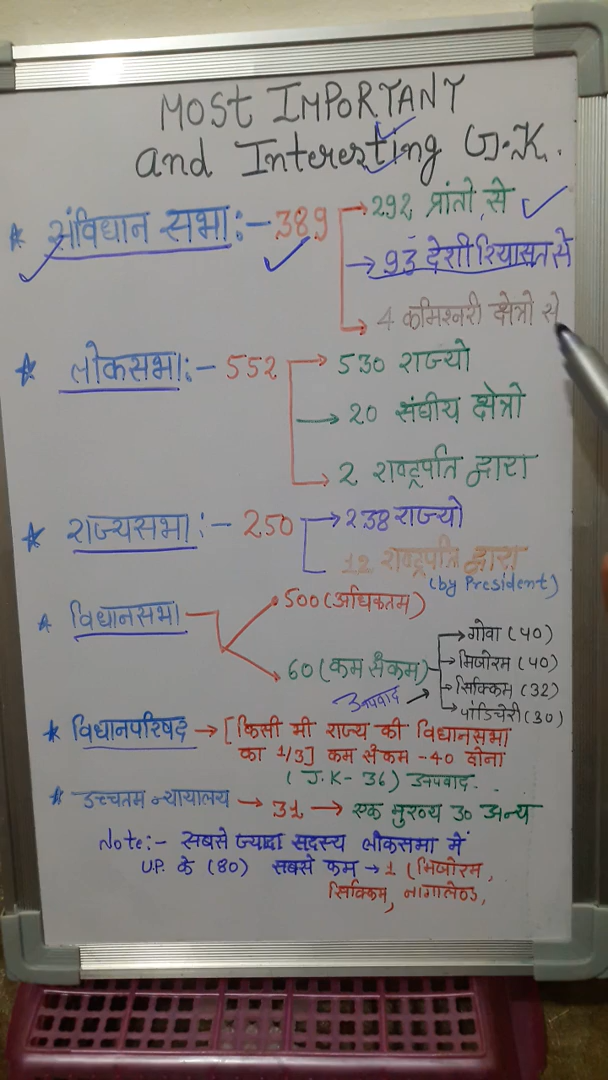 MOST IMPORTANT
and Interesting G.K.
★ संविधान सभा:- 389 → 292 प्रांतो से
→ 93 देशी रियासत से
→ 4 कमिश्नरी क्षेत्रो से
★ लोकसभा:- 552 → 530 राज्यो
→ 20 संघीय क्षेत्रो
→ 2 राष्ट्रपति द्वारा
★ राज्यसभा:- 250 → 238 राज्यो
12 राष्ट्रपति द्वारा
(by President)
★ विधानसभा 500 (अधिकतम)
60 (कम से कम) → गोवा (40)
→ मिजोरम (40)
अपवाद → सिक्किम (32)
→ पांडिचेरी (30)
★ विधानपरिषद → [किसी भी राज्य की विधानसभा
का 1/3] कम से कम - 40 होना
(J.K- 36) अपवाद..
★ उच्चतम न्यायालय → 31 → एक मुख्य 30 अन्य
Note:- सबसे ज्यादा सदस्य लोकसभा में
U.P. के (80) सबसे कम → 1 (मिजोरम,
सिक्किम, नागालैण्ड,